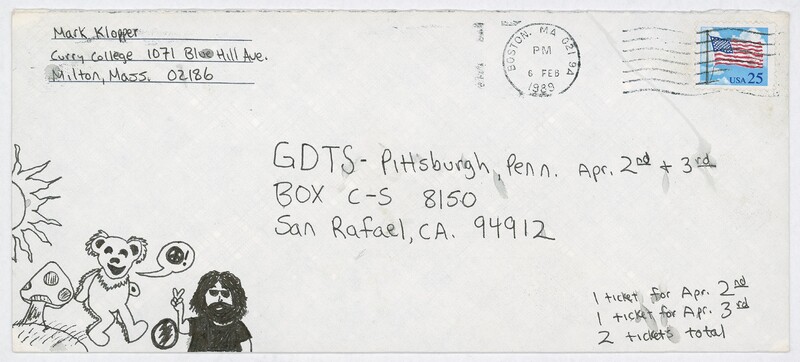 Mark Klopper
Curry College 1071 Blue Hill Ave.
Milton, Mass. 02186
BOSTON, MA 021 9A
PM
6 FEB
1989
USA 25
GDTS - Pittsburgh, Penn. Apr. 2nd + 3rd
BOX C-S 8150
San Rafael, CA. 94912
!
1 ticket for Apr. 2nd
1 ticket for Apr. 3rd
2 tickets total